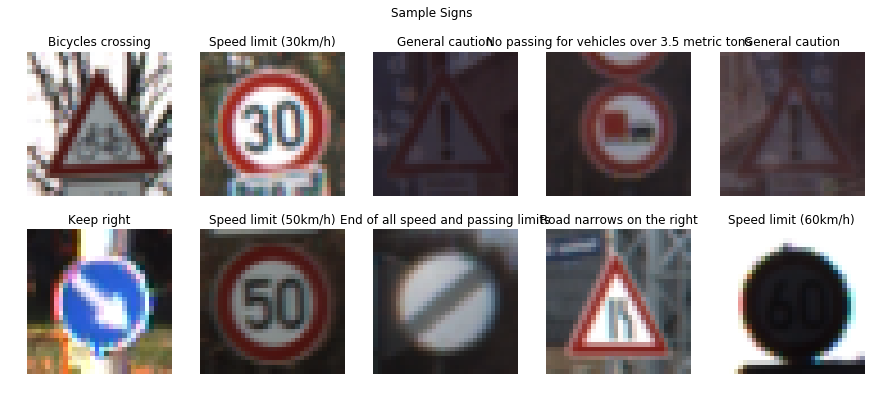 Sample Signs
Bicycles crossing
Speed limit (30km/h)
General caution
No passing for vehicles over 3.5 metric tons
General caution
30
Keep right
Speed limit (50km/h)
End of all speed and passing limits
Road narrows on the right
Speed limit (60km/h)
50
60